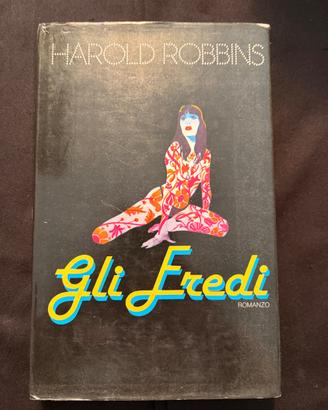 HAROLD ROBBINS
Gli Eredi
ROMANZO